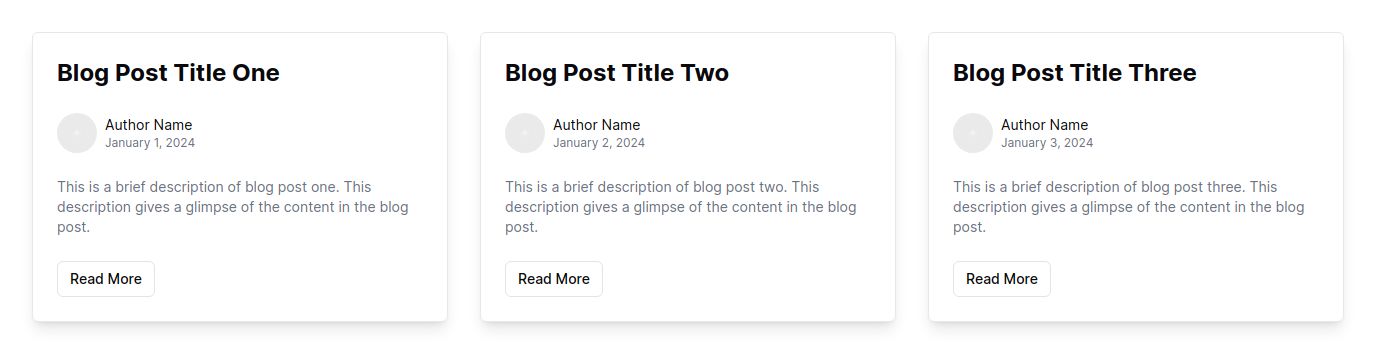 Blog Post Title One
Author Name
January 1, 2024
This is a brief description of blog post one. This
description gives a glimpse of the content in the blog
post.
Read More
Blog Post Title Two
Author Name
January 2, 2024
This is a brief description of blog post two. This
description gives a glimpse of the content in the blog
post.
Read More
Blog Post Title Three
Author Name
January 3, 2024
This is a brief description of blog post three. This
description gives a glimpse of the content in the blog
post.
Read More